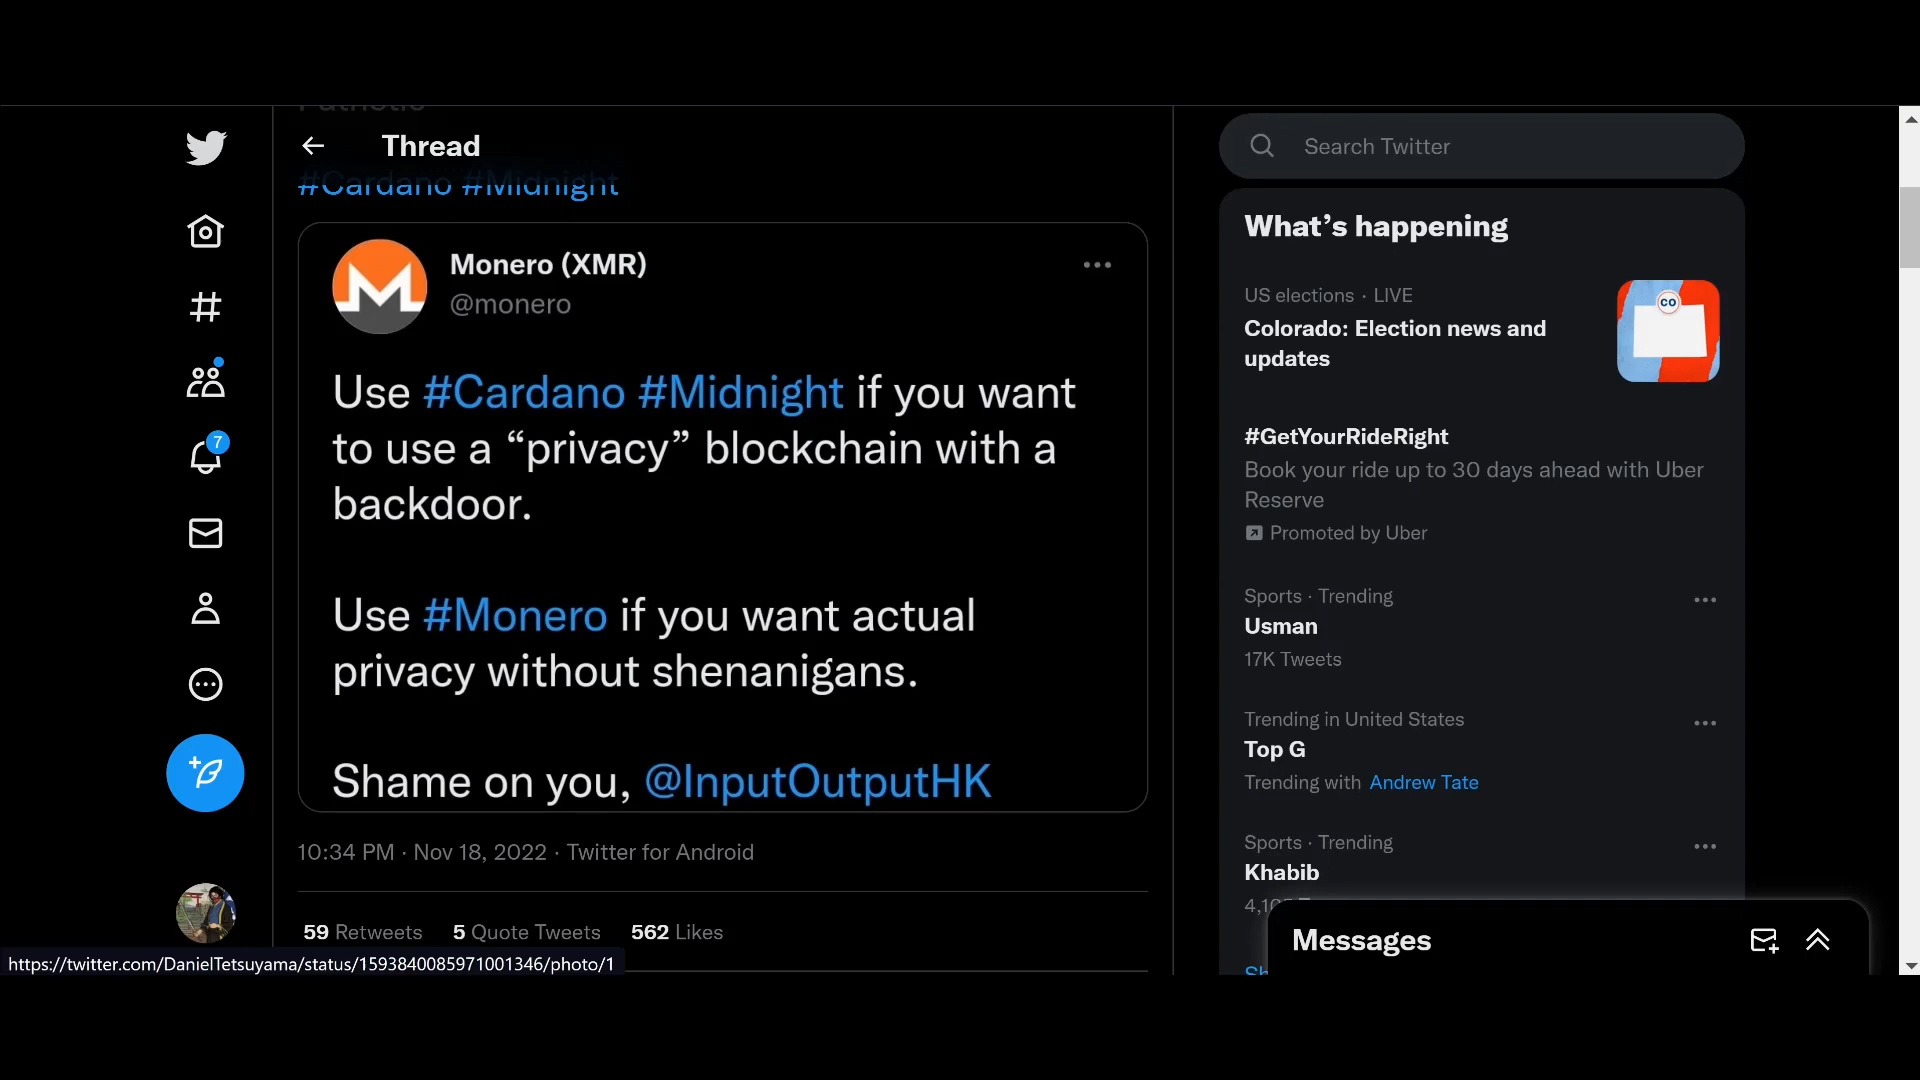 Thread
#Cardano #Midnight
Monero (XMR)
@monero
Use #Cardano #Midnight if you want
to use a “privacy” blockchain with a
backdoor.
Use #Monero if you want actual
privacy without shenanigans.
Shame on you, @InputOutputHK
10:34 PM · Nov 18, 2022 · Twitter for Android
59 Retweets 5 Quote Tweets 562 Likes
https://twitter.com/DanielTetsuyama/status/1593840085971001346/photo/1
7
Search Twitter
What’s happening
US elections · LIVE
Colorado: Election news and
updates
CO
#GetYourRideRight
Book your ride up to 30 days ahead with Uber
Reserve
Promoted by Uber
Sports · Trending
Usman
17K Tweets
Trending in United States
Top G
Trending with Andrew Tate
Sports · Trending
Khabib
Messages